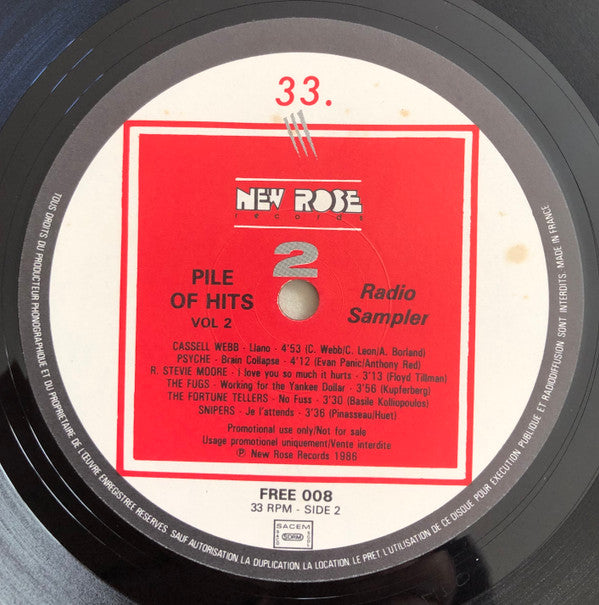 33.
NEW ROSE
records
2
PILE
OF HITS
VOL 2
Radio
Sampler
CASSELL WEBB - Llano - 4'53 (C. Webb/C. Leon/A. Borland)
PSYCHE - Brain Collapse - 4'12 (Evan Panic/Anthony Red)
R. STEVIE MOORE - I love you so much it hurts - 3'13 (Floyd Tillman)
THE FUGS - Working for the Yankee Dollar - 3'56 (Kupferberg)
THE FORTUNE TELLERS - No Fuss - 3'30 (Basile Kolliopoulos)
SNIPERS - Je l'attends - 3'36 (Pinasseau/Huet)
Promotional use only/Not for sale
Usage promotionel uniquement/Vente interdite
℗ New Rose Records 1986
FREE 008
33 RPM - SIDE 2
SACEM
SDRM
TOUS DROITS DU PRODUCTEUR PHONOGRAPHIQUE ET DU PROPRIETAIRE DE L'ŒUVRE ENREGISTREE RESERVES. SAUF AUTORISATION LA DUPLICATION LA LOCATION LE PRET, L'UTILISATION DE CE DISQUE POUR EXECUTION PUBLIQUE ET RADIODIFFUSION SONT INTERDITS. MADE IN FRANCE